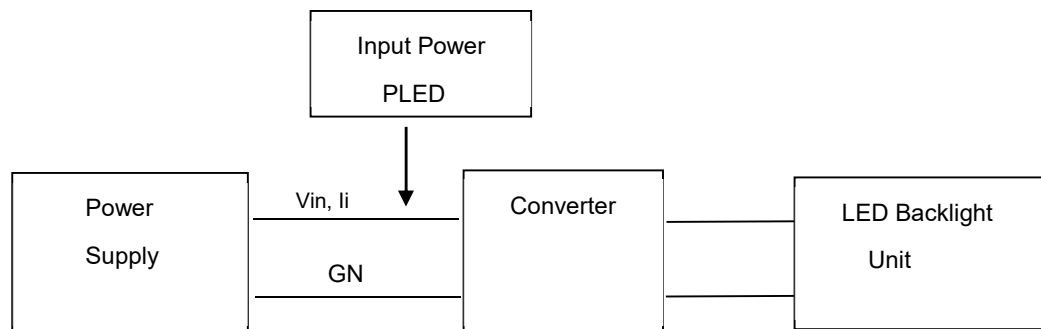 Input Power
PLED
Power
Supply
Vin, Ii
GN
Converter
LED Backlight
Unit